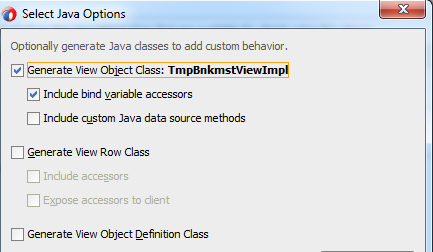 Select Java Options
Optionally generate Java classes to add custom behavior.
Generate View Object Class: TmpBnkmstViewImpl
Include bind variable accessors
Include custom Java data source methods
Generate View Row Class
Include accessors
Expose accessors to client
Generate View Object Definition Class